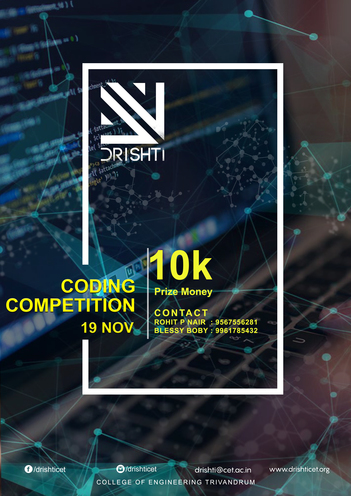 DRISHTI
10k
Prize Money
CODING
COMPETITION
19 NOV
CONTACT
ROHIT P NAIR : 9567556281
BLESSY BOBY : 9961785432
/drishticet
/drishticet
drishti@cet.ac.in
www.drishticet.org
COLLEGE OF ENGINEERING TRIVANDRUM